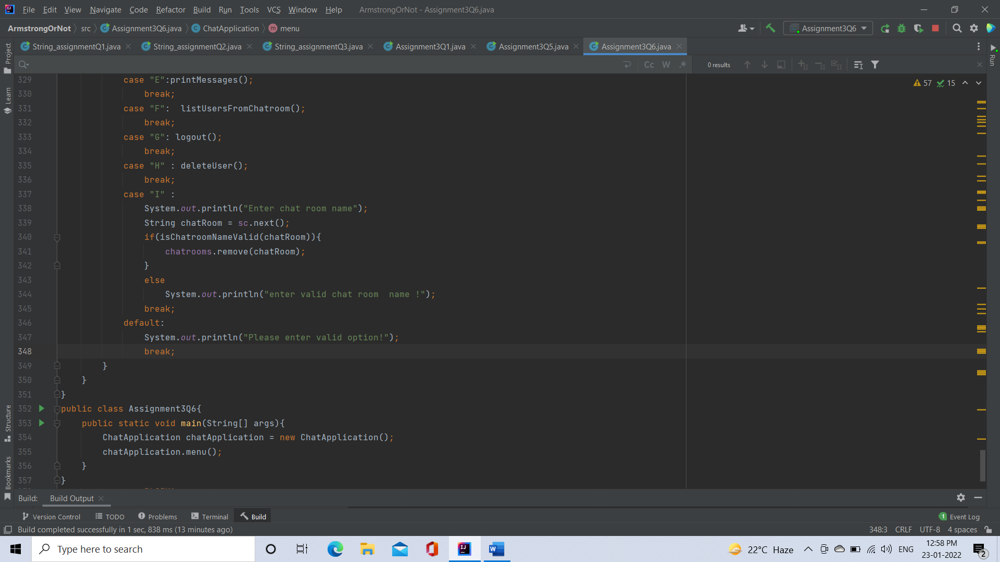 File Edit View Navigate Code Refactor Build Run Tools VCS Window Help ArmstrongOrNot - Assignment3Q6.java
ArmstrongOrNot src Assignment3Q6.java ChatApplication menu Assignment3Q6
String_assignmentQ1.java String_assignmentQ2.java String_assignmentQ3.java Assignment3Q1.java Assignment3Q5.java Assignment3Q6.java
Cc W .* 0 results
Project
Learn
Structure
Bookmarks
Run
57 15
329 case "E":printMessages();
330 break;
331 case "F":  listUsersFromChatroom();
332 break;
333 case "G": logout();
334 break;
335 case "H" : deleteUser();
336 break;
337 case "I" :
338 System.out.println("Enter chat room name");
339 String chatRoom = sc.next();
340 if(isChatroomNameValid(chatRoom)){
341 chatrooms.remove(chatRoom);
342 }
343 else
344 System.out.println("enter valid chat room  name !");
345 break;
346 default:
347 System.out.println("Please enter valid option!");
348 break;
349 }
350 }
351 }
352 public class Assignment3Q6{
353 public static void main(String[] args){
354 ChatApplication chatApplication = new ChatApplication();
355 chatApplication.menu();
356 }
357 }
Build: Build Output
Version Control TODO Problems Terminal Build 1 Event Log
Build completed successfully in 1 sec, 838 ms (13 minutes ago) 348:3 CRLF UTF-8 4 spaces
Type here to search 22°C Haze ENG 12:58 PM
23-01-2022 2